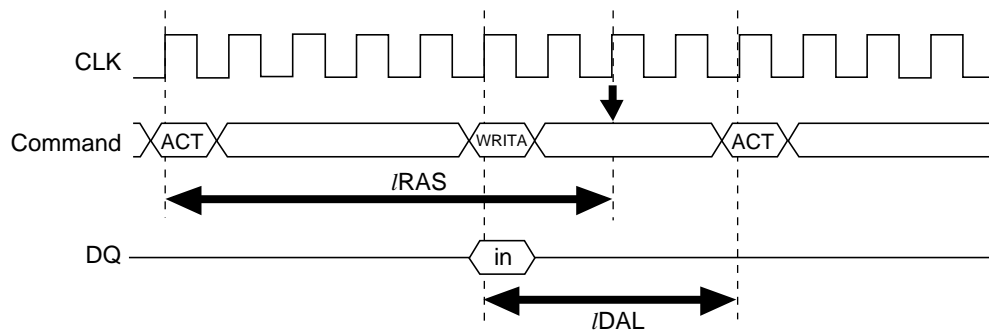 CLK
Command ACT WRITA ACT
lRAS
DQ in
lDAL